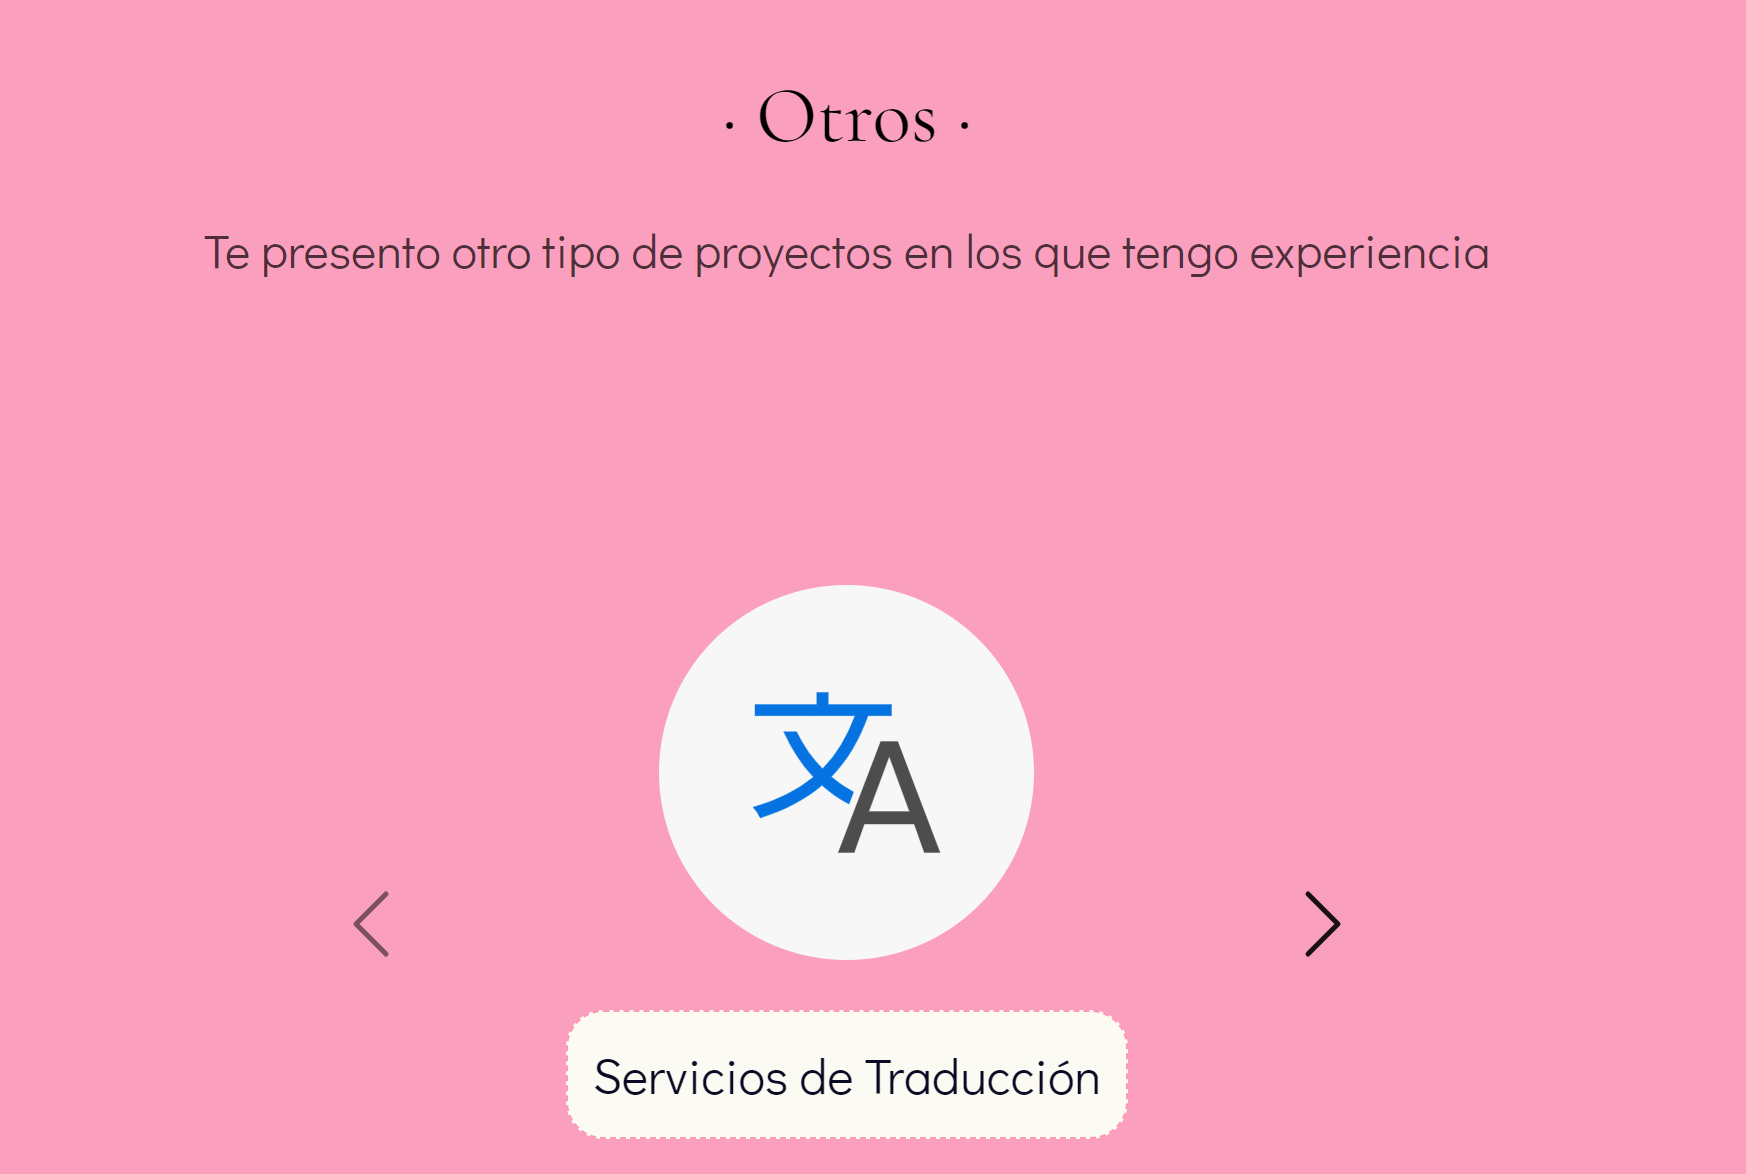 · Otros ·
Te presento otro tipo de proyectos en los que tengo experiencia
文A
Servicios de Traducción